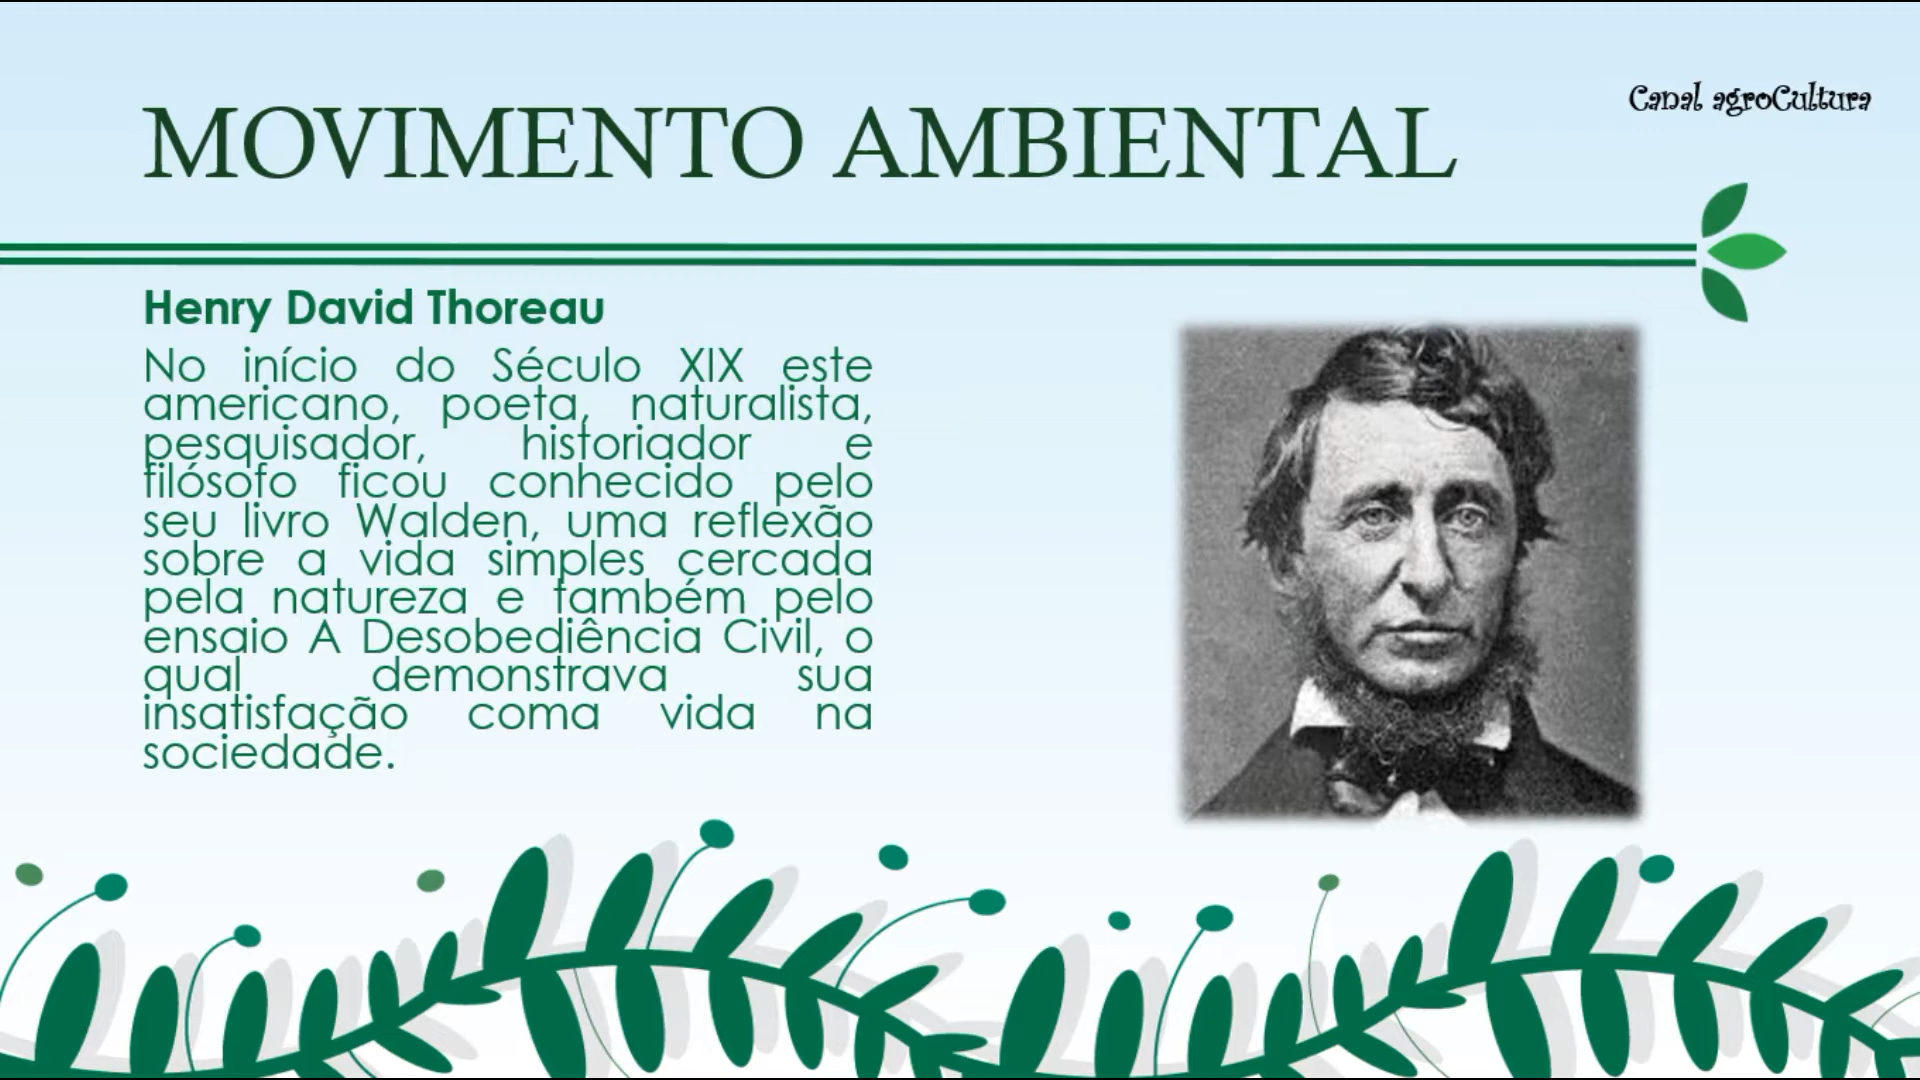 Canal agroCultura
MOVIMENTO AMBIENTAL
Henry David Thoreau
No início do Século XIX este
americano, poeta, naturalista,
pesquisador, historiador e
filósofo ficou conhecido pelo
seu livro Walden, uma reflexão
sobre a vida simples cercada
pela natureza e também pelo
ensaio A Desobediência Civil, o
qual demonstrava sua
insatisfação coma vida na
sociedade.